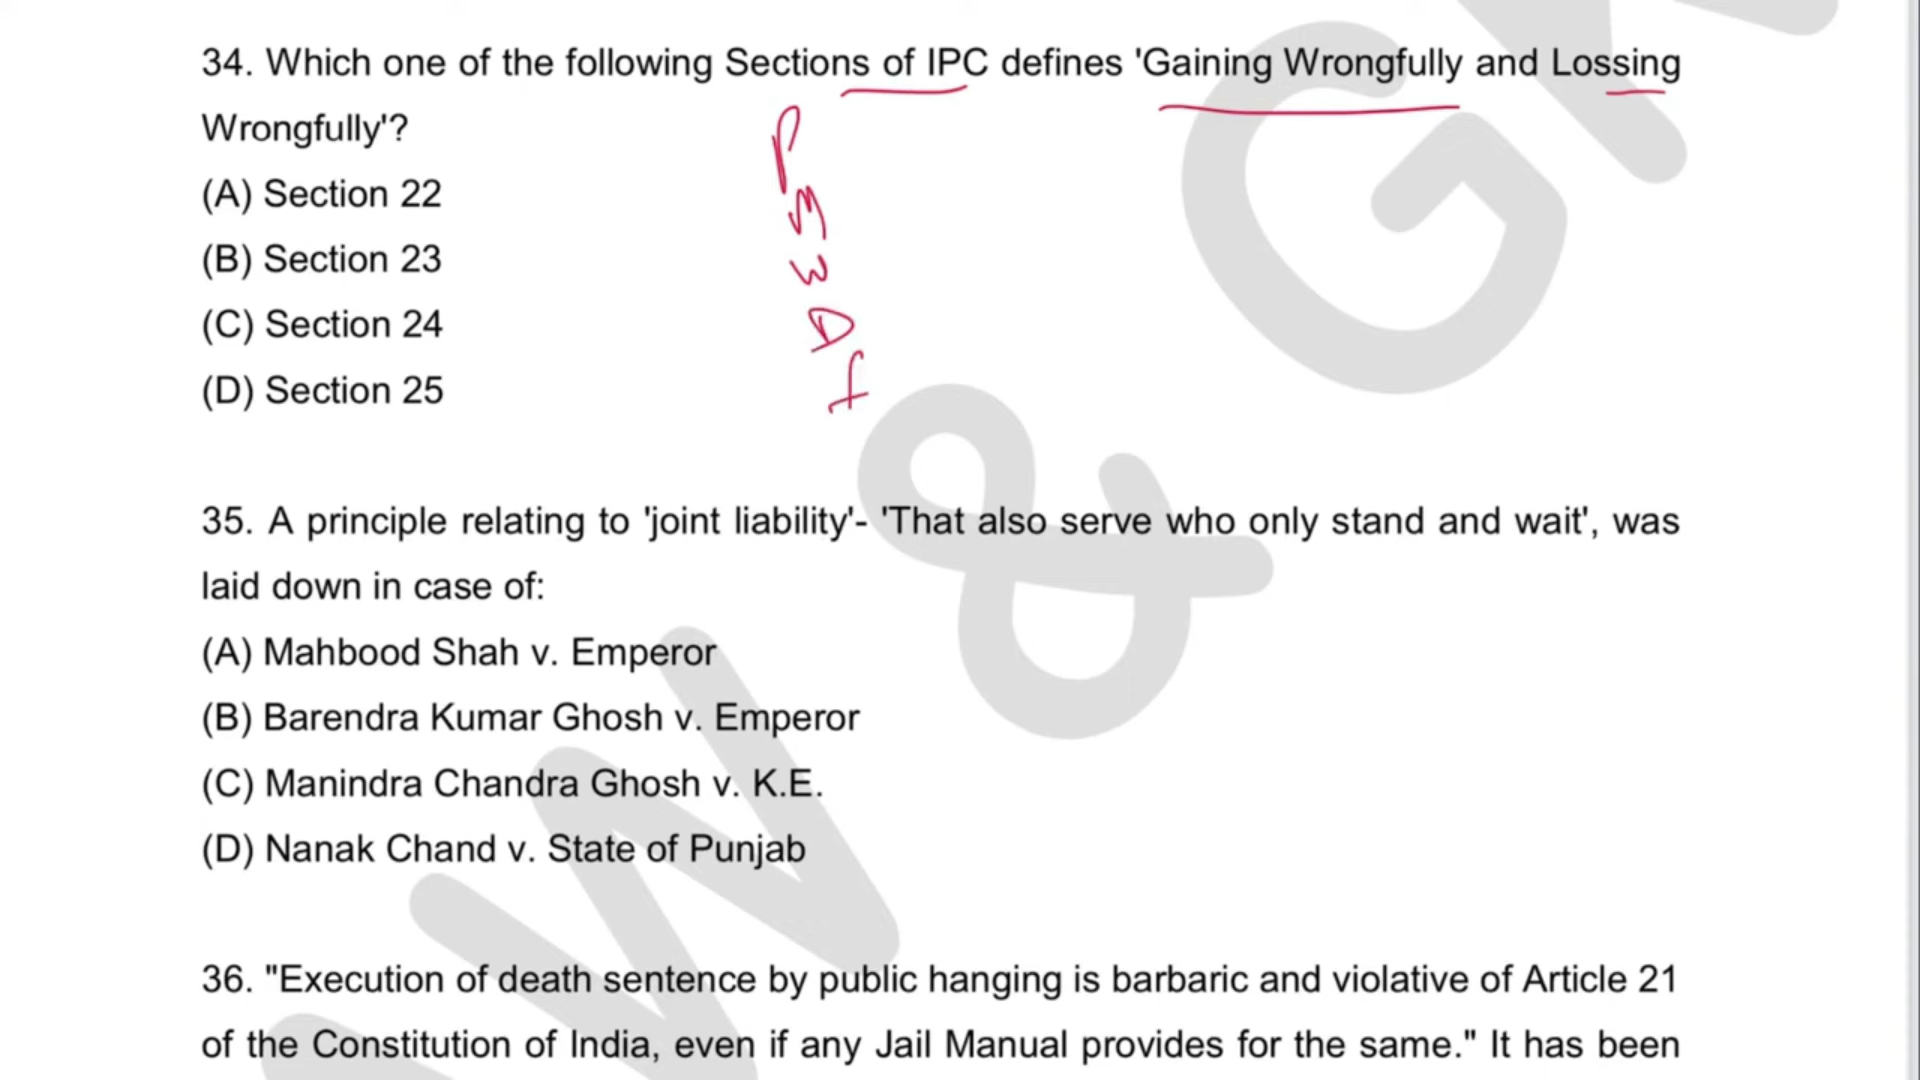 34. Which one of the following Sections of IPC defines 'Gaining Wrongfully and Lossing
Wrongfully'?
(A) Section 22
(B) Section 23
(C) Section 24
(D) Section 25
P
M
W
D
f
35. A principle relating to 'joint liability'- 'That also serve who only stand and wait', was
laid down in case of:
(A) Mahbood Shah v. Emperor
(B) Barendra Kumar Ghosh v. Emperor
(C) Manindra Chandra Ghosh v. K.E.
(D) Nanak Chand v. State of Punjab
36. "Execution of death sentence by public hanging is barbaric and violative of Article 21
of the Constitution of India, even if any Jail Manual provides for the same." It has been
W & GK